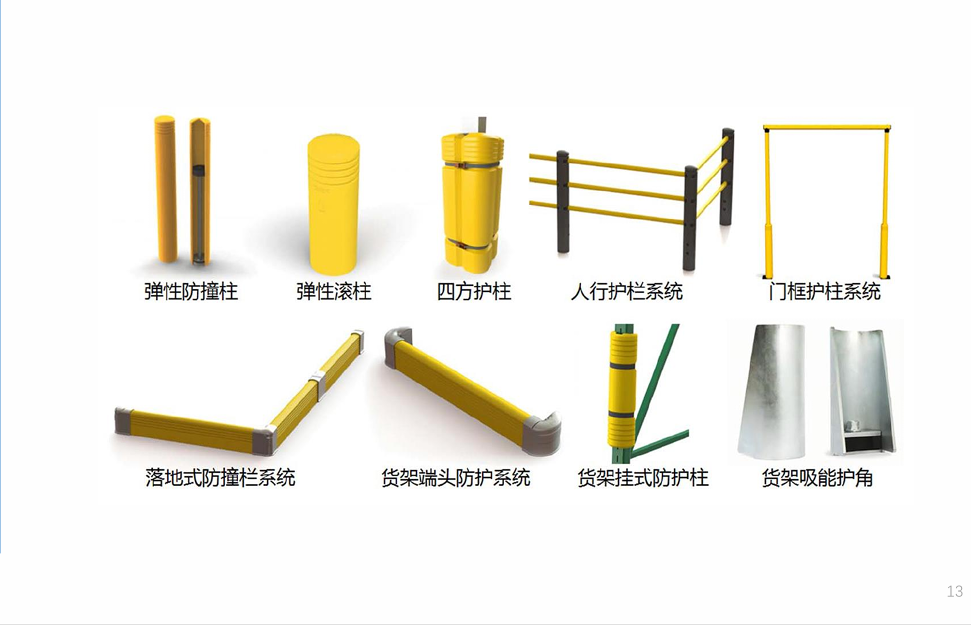 弹性防撞柱
弹性滚柱
四方护柱
人行护栏系统
门框护柱系统
落地式防撞栏系统
货架端头防护系统
货架挂式防护柱
货架吸能护角
13